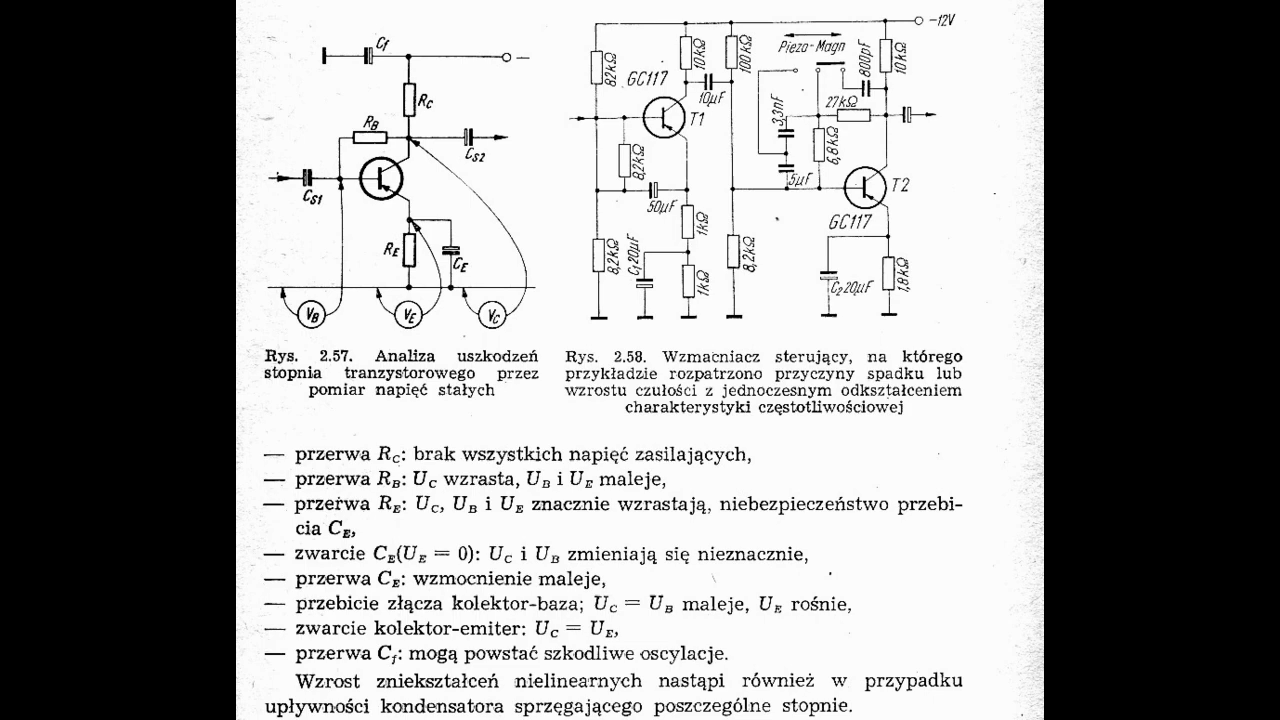 C_f
R_C
R_B
C_S2
C_S1
R_E
C_E
V_B
V_E
V_C
−12V
Piezo-Magn
82kΩ
10kΩ
100kΩ
800pF
10kΩ
GC117
T1
10μF
3,3nF
27kΩ
82kΩ
6,8kΩ
5μF
T2
50μF
GC117
8,2kΩ
1kΩ
8,2kΩ
C₁ 20μF
1kΩ
C₂ 20μF
1,8kΩ
Rys. 2.57. Analiza uszkodzeń
stopnia tranzystorowego przez
pomiar napięć stałych
Rys. 2.58. Wzmacniacz sterujący, na którego
przykładzie rozpatrzono przyczyny spadku lub
wzrostu czułości z jednoczesnym odkształceniem
charakterystyki częstotliwościowej
— przerwa R_C: brak wszystkich napięć zasilających,
— przerwa R_B: U_C wzrasta, U_B i U_E maleje,
— przerwa R_E: U_C, U_B i U_E znacznie wzrastają, niebezpieczeństwo przebi-
cia C_E,
— zwarcie C_E(U_E = 0): U_C i U_B zmieniają się nieznacznie,
— przerwa C_E: wzmocnienie maleje,
— przebicie złącza kolektor-baza; U_C = U_B maleje, U_E rośnie,
— zwarcie kolektor-emiter: U_C = U_E,
— przerwa C_f: mogą powstać szkodliwe oscylacje.
Wzrost zniekształceń nielinearnych nastąpi również w przypadku
upływności kondensatora sprzęgającego poszczególne stopnie.